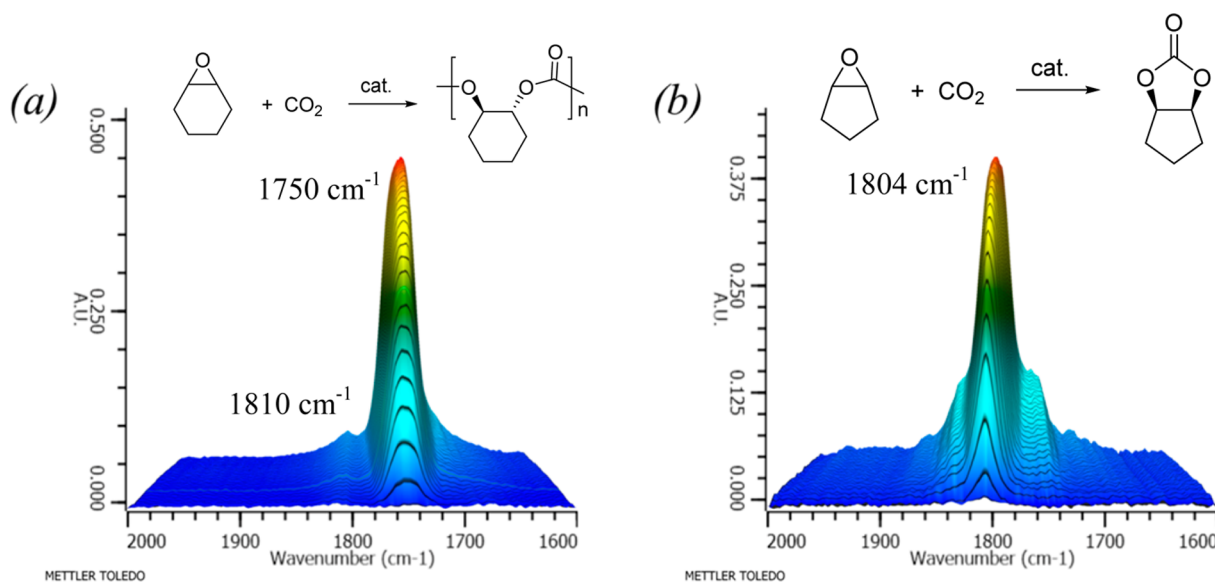 (a)
O
+ CO2
cat.
O
O
O
n
0.500
0.250
0.000
A.U.
1750 cm-1
1810 cm-1
2000 1900 1800 1700 1600
Wavenumber (cm-1)
METTLER TOLEDO
(b)
O
+ CO2
cat.
O
O
O
0.375
0.250
0.125
0.000
A.U.
1804 cm-1
2000 1900 1800 1700 1600
Wavenumber (cm-1)
METTLER TOLEDO